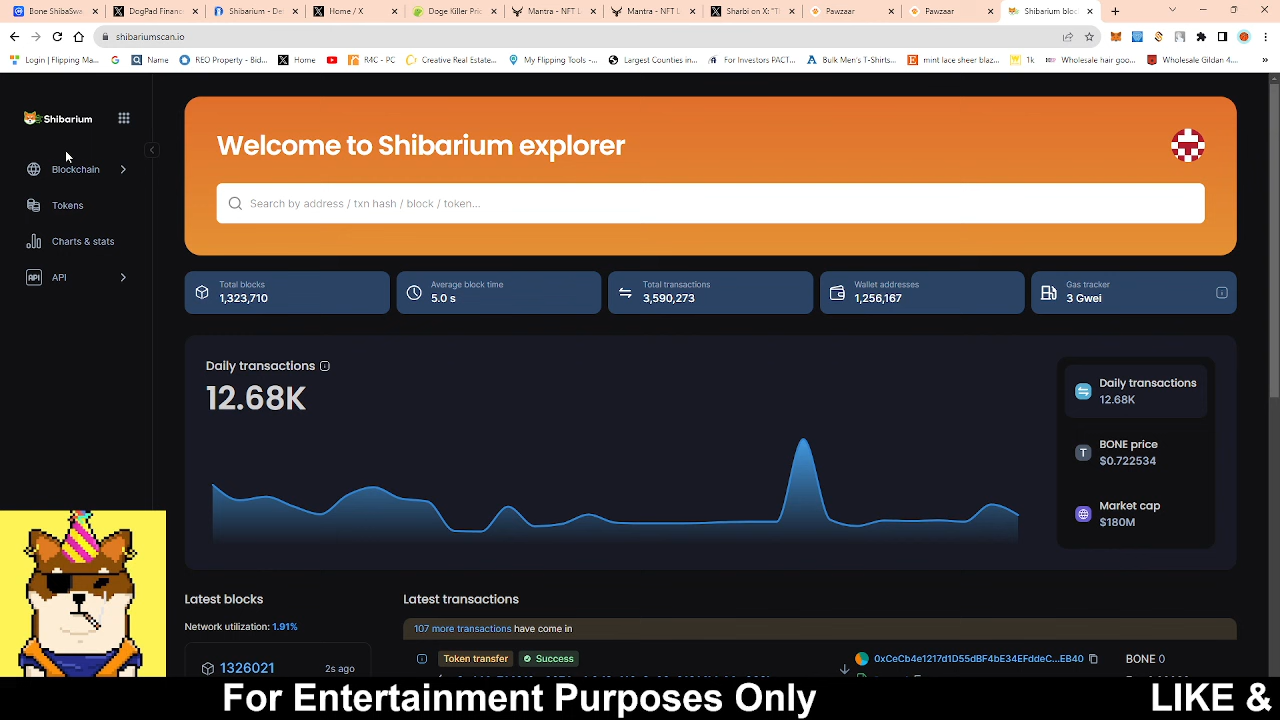 Bone ShibaSwa
DogPad Financ
Shibarium - De
Home / X
Doge Killer Pri
Mantra - NFT L
Mantra - NFT L
Sharbi on X: "Ti
Pawzaar
Pawzaar
Shibarium bloc
shibariumscan.io
Login | Flipping Ma...
Name
REO Property - Bid...
Home
R4C - PC
Creative Real Estate...
My Flipping Tools -...
Largest Counties in...
For Investors PACT...
Bulk Men's T-Shirts...
mint lace sheer blaz...
1k
Wholesale hair goo...
Wholesale Gildan 4...
Shibarium
Blockchain
Tokens
Charts & stats
API API
Welcome to Shibarium explorer
Search by address / txn hash / block / token...
Total blocks
1,323,710
Average block time
5.0 s
Total transactions
3,590,273
Wallet addresses
1,256,167
Gas tracker
3 Gwei
Daily transactions
12.68K
Daily transactions
12.68K
BONE price
$0.722534
Market cap
$180M
Latest blocks
Network utilization: 1.91%
1326021
2s ago
Latest transactions
107 more transactions have come in
Token transfer
Success
0xCeCb4e1217d1D55dBF4bE34EFddeC...EB40
BONE 0
For Entertainment Purposes Only
LIKE &